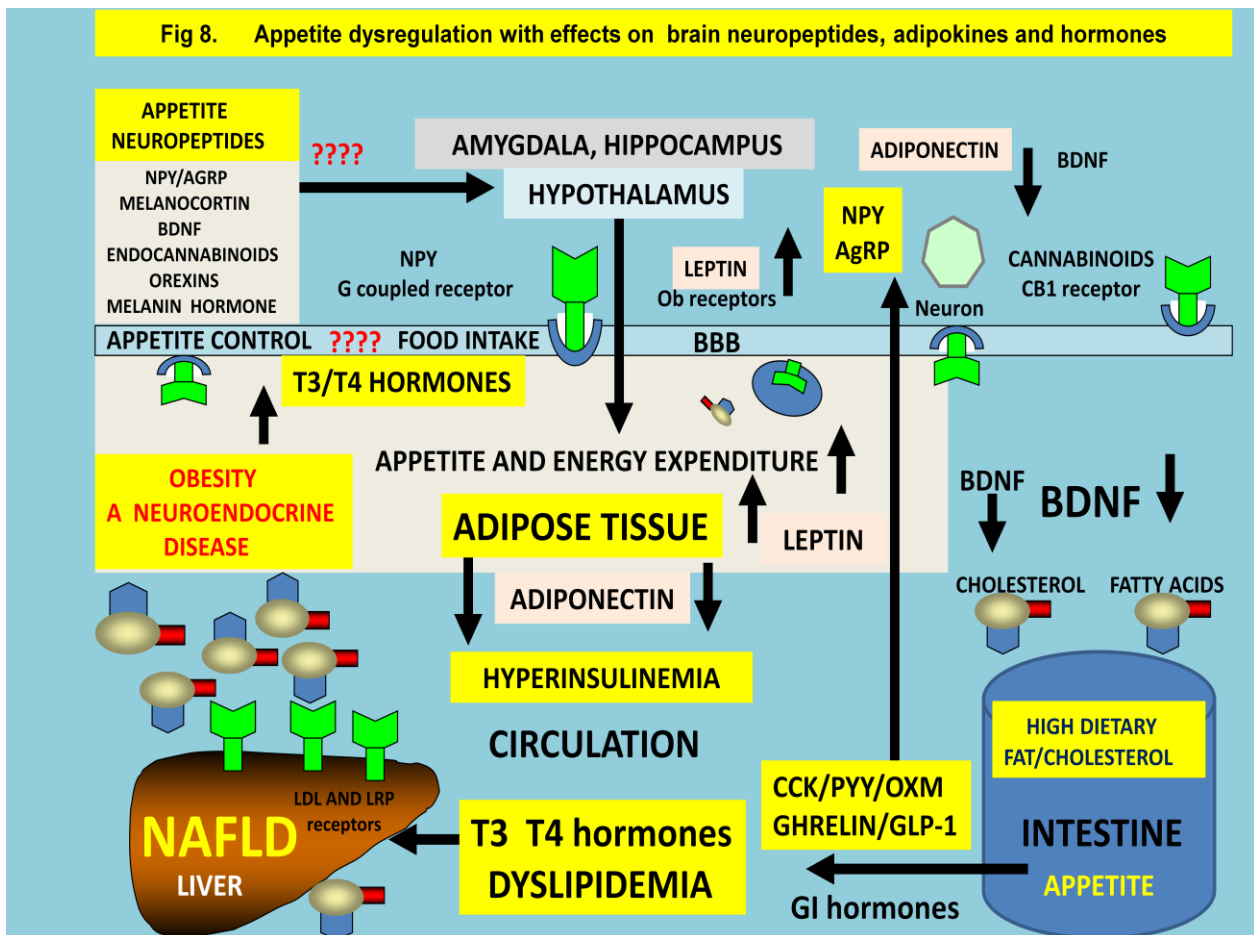 Fig 8. Appetite dysregulation with effects on brain neuropeptides, adipokines and hormones
APPETITE
NEUROPEPTIDES
NPY/AGRP
MELANOCORTIN
BDNF
ENDOCANNABINOIDS
OREXINS
MELANIN HORMONE
????
AMYGDALA, HIPPOCAMPUS
HYPOTHALAMUS
NPY
G coupled receptor
LEPTIN
Ob receptors
NPY
AgRP
ADIPONECTIN
BDNF
Neuron
CANNABINOIDS
CB1 receptor
APPETITE CONTROL ???? FOOD INTAKE
BBB
T3/T4 HORMONES
OBESITY
A NEUROENDOCRINE
DISEASE
APPETITE AND ENERGY EXPENDITURE
ADIPOSE TISSUE
LEPTIN
ADIPONECTIN
HYPERINSULINEMIA
CIRCULATION
BDNF
BDNF
CHOLESTEROL
FATTY ACIDS
HIGH DIETARY
FAT/CHOLESTEROL
INTESTINE
APPETITE
CCK/PYY/OXM
GHRELIN/GLP-1
GI hormones
T3 T4 hormones
DYSLIPIDEMIA
LDL AND LRP
receptors
NAFLD
LIVER